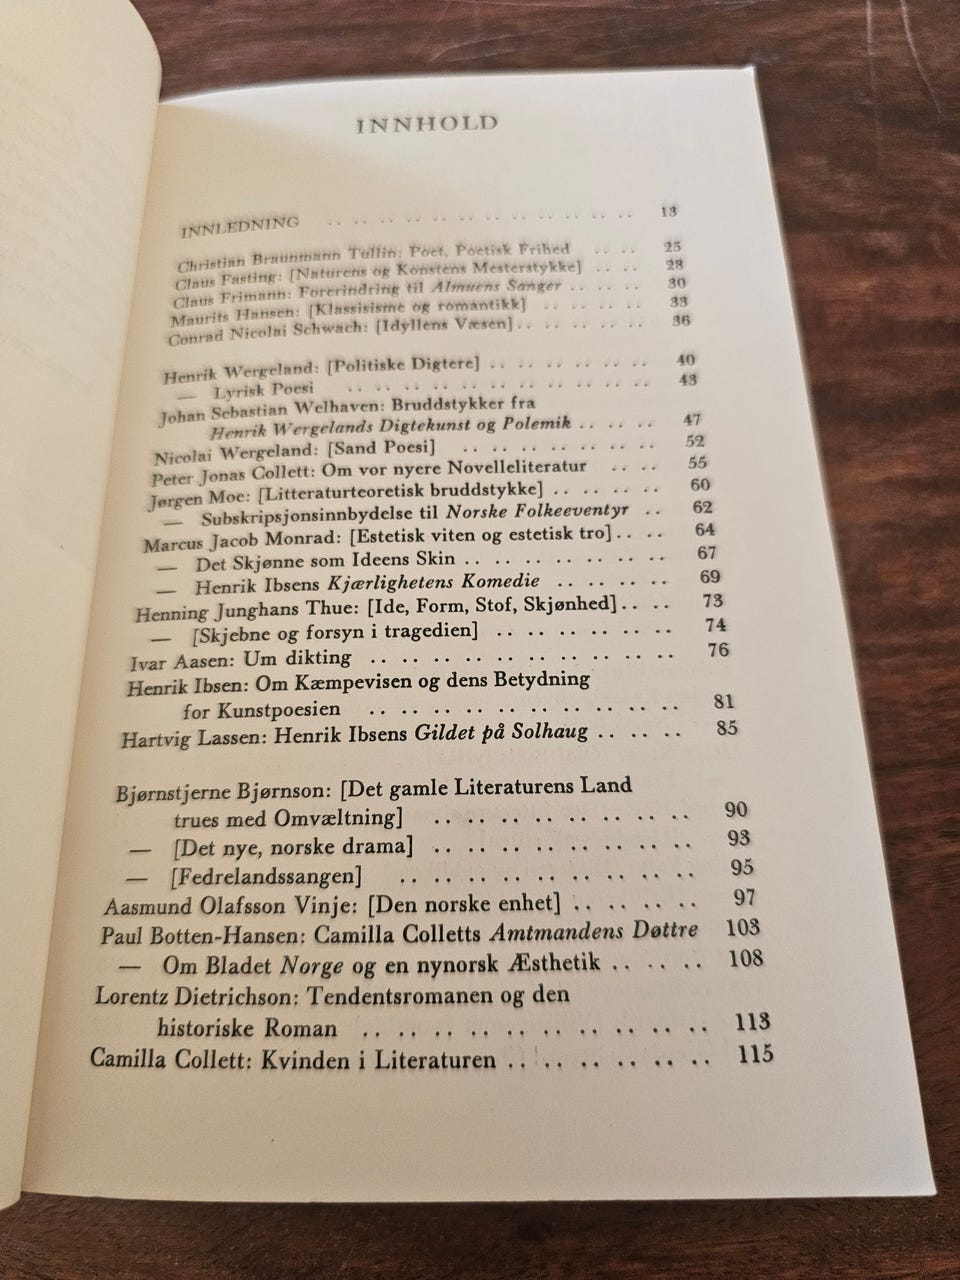 INNHOLD
INNLEDNING .. .. .. .. .. .. .. .. .. .. .. .. 13
Christian Braunmann Tullin: Poet, Poetisk Frihed .. .. 25
Claus Fasting: [Naturens og Konstens Mesterstykke] .. .. 28
Claus Frimann: Forerindring til Almuens Sanger .. .. .. 30
Maurits Hansen: [Klassisisme og romantikk] .. .. .. .. 33
Conrad Nicolai Schwach: [Idyllens Væsen] .. .. .. .. .. 36
Henrik Wergeland: [Politiske Digtere] .. .. .. .. .. .. 40
— Lyrisk Poesi .. .. .. .. .. .. .. .. .. .. .. 43
Johan Sebastian Welhaven: Bruddstykker fra
Henrik Wergelands Digtekunst og Polemik .. .. .. 47
Nicolai Wergeland: [Sand Poesi] .. .. .. .. .. .. .. 52
Peter Jonas Collett: Om vor nyere Novelleliteratur .. .. 55
Jørgen Moe: [Litteraturteoretisk bruddstykke] .. .. .. .. 60
— Subskripsjonsinnbydelse til Norske Folkeeventyr .. 62
Marcus Jacob Monrad: [Estetisk viten og estetisk tro] .. .. 64
— Det Skjønne som Ideens Skin .. .. .. .. .. .. .. 67
— Henrik Ibsens Kjærlighetens Komedie .. .. .. .. 69
Henning Junghans Thue: [Ide, Form, Stof, Skjønhed] .. .. 73
— [Skjebne og forsyn i tragedien] .. .. .. .. .. .. 74
Ivar Aasen: Um dikting .. .. .. .. .. .. .. .. .. .. 76
Henrik Ibsen: Om Kæmpevisen og dens Betydning
for Kunstpoesien .. .. .. .. .. .. .. .. .. .. 81
Hartvig Lassen: Henrik Ibsens Gildet på Solhaug .. .. .. 85
Bjørnstjerne Bjørnson: [Det gamle Literaturens Land
trues med Omvæltning] .. .. .. .. .. .. .. .. 90
— [Det nye, norske drama] .. .. .. .. .. .. .. .. 93
— [Fedrelandssangen] .. .. .. .. .. .. .. .. .. 95
Aasmund Olafsson Vinje: [Den norske enhet] .. .. .. .. 97
Paul Botten-Hansen: Camilla Colletts Amtmandens Døttre 103
— Om Bladet Norge og en nynorsk Æsthetik .. .. .. 108
Lorentz Dietrichson: Tendentsromanen og den
historiske Roman .. .. .. .. .. .. .. .. .. .. 113
Camilla Collett: Kvinden i Literaturen .. .. .. .. .. .. 115